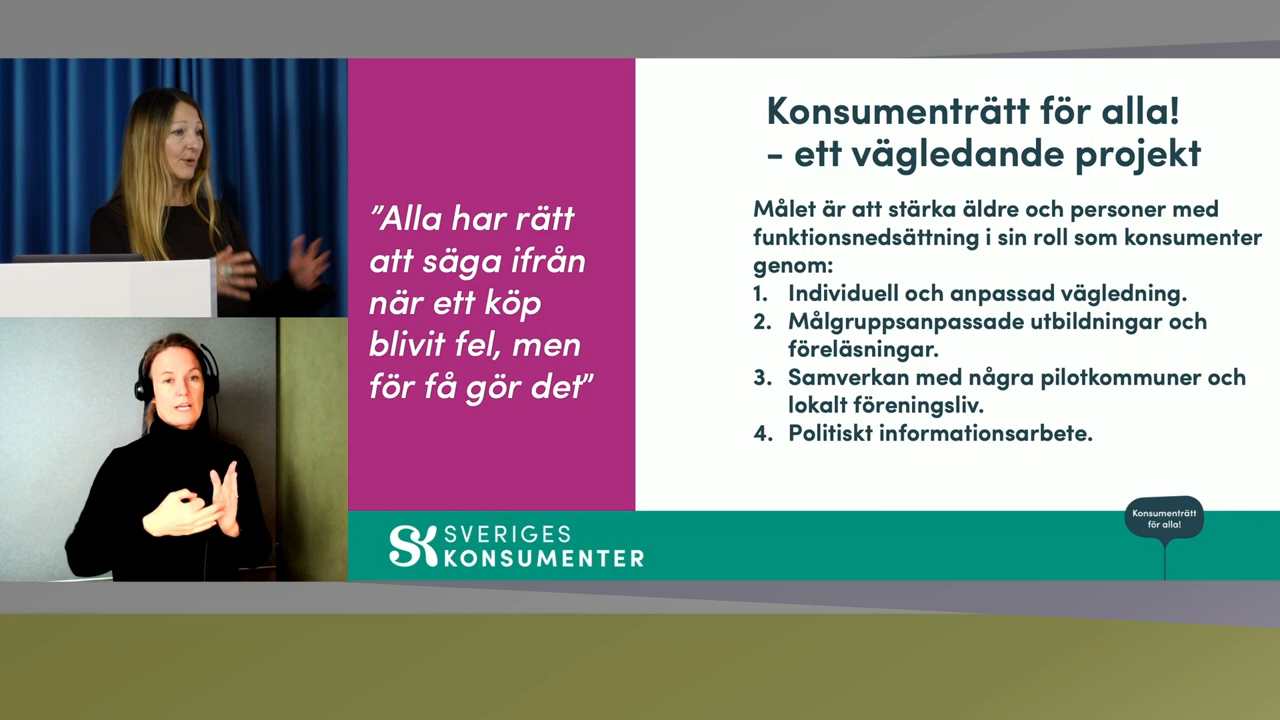 ”Alla har rätt
att säga ifrån
när ett köp
blivit fel, men
för få gör det”
Konsumenträtt för alla!
- ett vägledande projekt
Målet är att stärka äldre och personer med
funktionsnedsättning i sin roll som konsumenter
genom:
1. Individuell och anpassad vägledning.
2. Målgruppsanpassade utbildningar och
föreläsningar.
3. Samverkan med några pilotkommuner och
lokalt föreningsliv.
4. Politiskt informationsarbete.
SK SVERIGES
KONSUMENTER
Konsumenträtt
för alla!